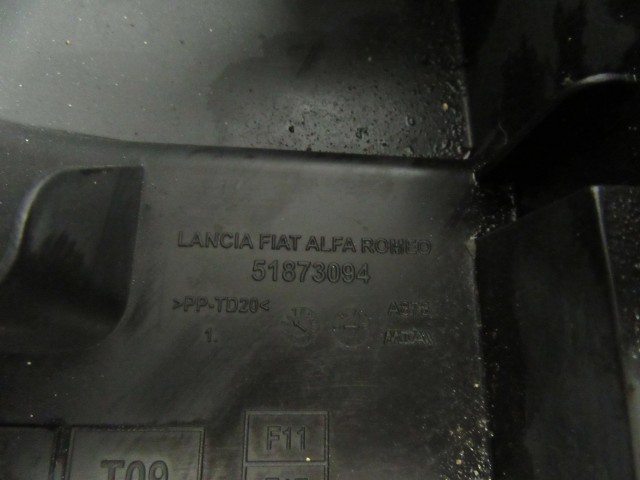 LANCIA FIAT ALFA ROMEO
51873094
>PP-TD20<
1.
F11
T09